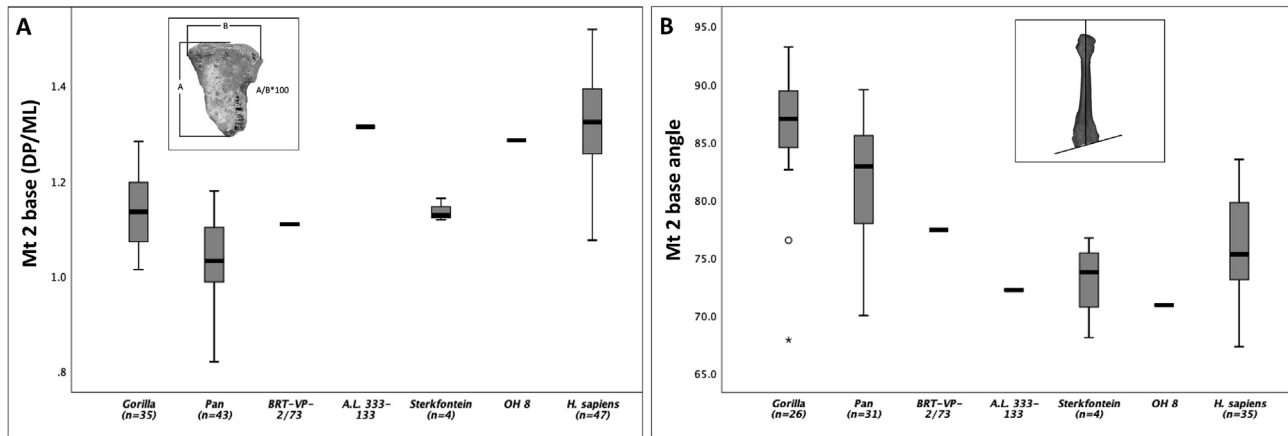 A
Mt 2 base (DP/ML)
1.4
1.2
1.0
.8
B
A
A/B*100
Gorilla
(n=35)
Pan
(n=43)
BRT-VP-
2/73
A.L. 333-
133
Sterkfontein
(n=4)
OH 8
H. sapiens
(n=47)
B
Mt 2 base angle
95.0
90.0
85.0
80.0
75.0
70.0
65.0
Gorilla
(n=26)
Pan
(n=31)
BRT-VP-
2/73
A.L. 333-
133
Sterkfontein
(n=4)
OH 8
H. sapiens
(n=35)